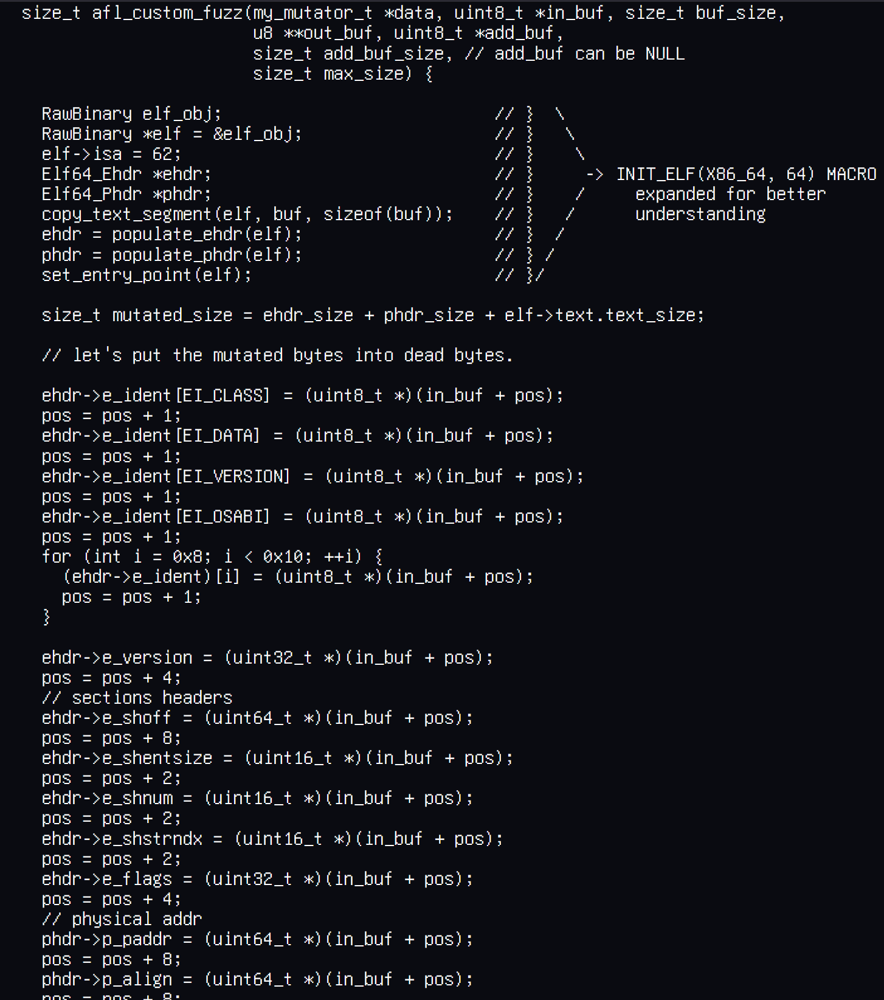 size_t afl_custom_fuzz(my_mutator_t *data, uint8_t *in_buf, size_t buf_size,
                       u8 **out_buf, uint8_t *add_buf,
                       size_t add_buf_size, // add_buf can be NULL
                       size_t max_size) {

  RawBinary elf_obj;                           // }  \
  RawBinary *elf = &elf_obj;                   // }   \
  elf->isa = 62;                               // }    \
  Elf64_Ehdr *ehdr;                            // }     -> INIT_ELF(X86_64, 64) MACRO
  Elf64_Phdr *phdr;                            // }    /     expanded for better
  copy_text_segment(elf, buf, sizeof(buf));    // }   /      understanding
  ehdr = populate_ehdr(elf);                   // }  /
  phdr = populate_phdr(elf);                   // } /
  set_entry_point(elf);                        // }/

  size_t mutated_size = ehdr_size + phdr_size + elf->text.text_size;

  // let's put the mutated bytes into dead bytes.

  ehdr->e_ident[EI_CLASS] = (uint8_t *)(in_buf + pos);
  pos = pos + 1;
  ehdr->e_ident[EI_DATA] = (uint8_t *)(in_buf + pos);
  pos = pos + 1;
  ehdr->e_ident[EI_VERSION] = (uint8_t *)(in_buf + pos);
  pos = pos + 1;
  ehdr->e_ident[EI_OSABI] = (uint8_t *)(in_buf + pos);
  pos = pos + 1;
  for (int i = 0x8; i < 0x10; ++i) {
    (ehdr->e_ident)[i] = (uint8_t *)(in_buf + pos);
    pos = pos + 1;
  }

  ehdr->e_version = (uint32_t *)(in_buf + pos);
  pos = pos + 4;
  // sections headers
  ehdr->e_shoff = (uint64_t *)(in_buf + pos);
  pos = pos + 8;
  ehdr->e_shentsize = (uint16_t *)(in_buf + pos);
  pos = pos + 2;
  ehdr->e_shnum = (uint16_t *)(in_buf + pos);
  pos = pos + 2;
  ehdr->e_shstrndx = (uint16_t *)(in_buf + pos);
  pos = pos + 2;
  ehdr->e_flags = (uint32_t *)(in_buf + pos);
  pos = pos + 4;
  // physical addr
  phdr->p_paddr = (uint64_t *)(in_buf + pos);
  pos = pos + 8;
  phdr->p_align = (uint64_t *)(in_buf + pos);
  pos = pos + 8;